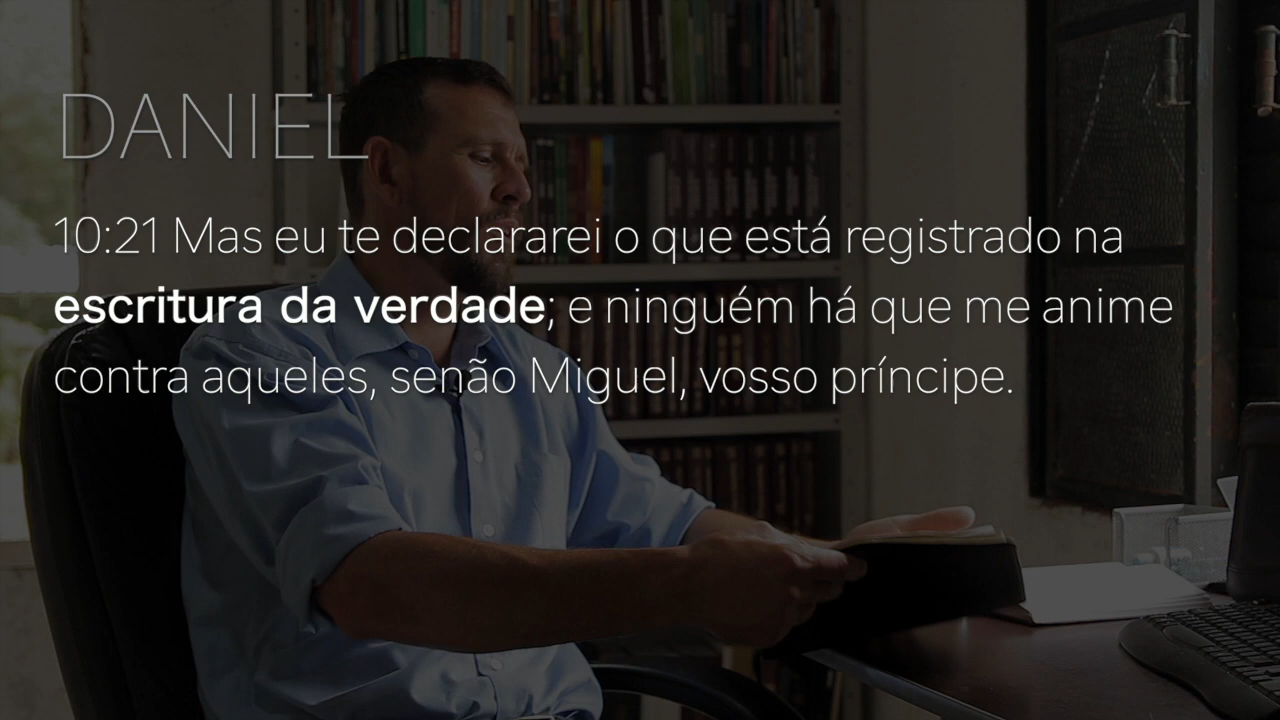 DANIEL
10:21 Mas eu te declararei o que está registrado na
escritura da verdade; e ninguém há que me anime
contra aqueles, senão Miguel, vosso príncipe.